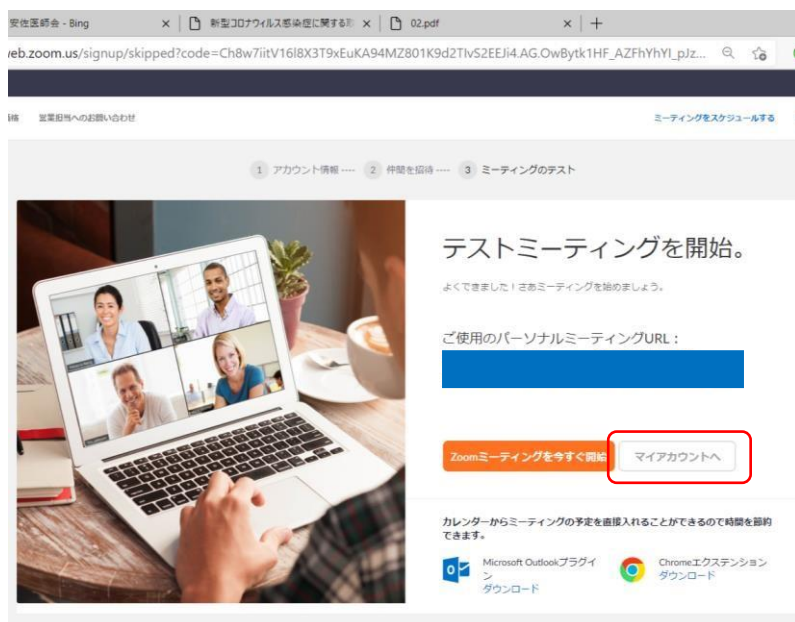 安佐医師会 - Bing
新型コロナウィルス感染症に関する
02.pdf
web.zoom.us/signup/skipped?code=Ch8w7iitV16l8X3T9xEuKA94MZ801K9d2TIvS2EEJi4.AG.OwBytk1HF_AZFhYhYI_pJz...
営業担当へのお問い合わせ
ミーティングをスケジュールする
1 アカウント情報 ---- 2 仲間を招待 ---- 3 ミーティングのテスト
テストミーティングを開始。
よくできました！さあミーティングを始めましょう。
ご使用のパーソナルミーティングURL：
Zoomミーティングを今すぐ開始
マイアカウントへ
カレンダーからミーティングの予定を直接入れることができるので時間を節約
できます。
Microsoft Outlookプラグイ
ン
ダウンロード
Chromeエクステンション
ダウンロード